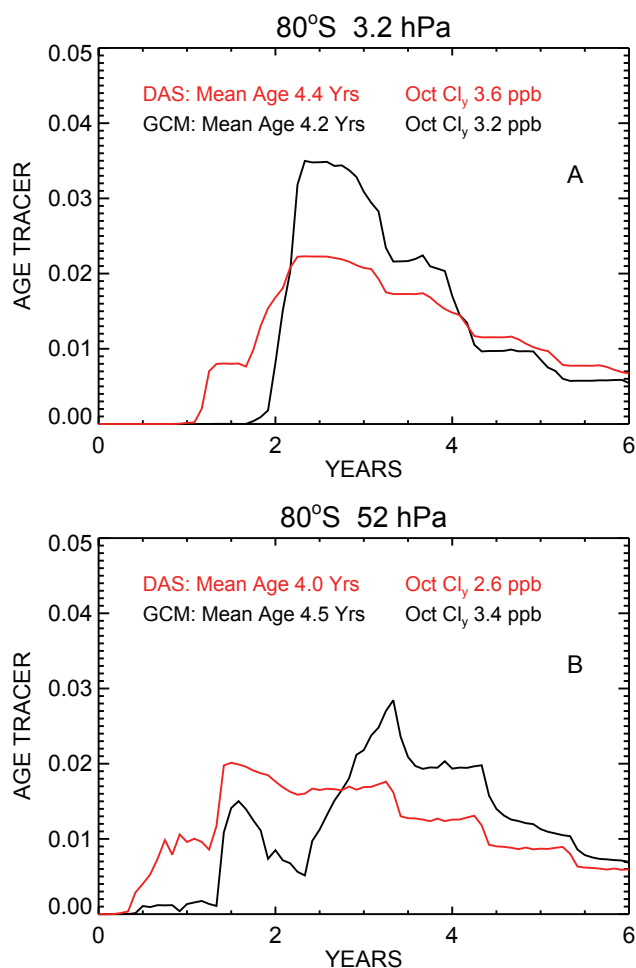 80°S 3.2 hPa
0.05
DAS: Mean Age 4.4 Yrs Oct Cly 3.6 ppb
GCM: Mean Age 4.2 Yrs Oct Cly 3.2 ppb
0.04
A
0.03
AGE TRACER
0.02
0.01
0.00
0 2 4 6
YEARS
80°S 52 hPa
0.05
DAS: Mean Age 4.0 Yrs Oct Cly 2.6 ppb
GCM: Mean Age 4.5 Yrs Oct Cly 3.4 ppb
0.04
B
0.03
AGE TRACER
0.02
0.01
0.00
0 2 4 6
YEARS